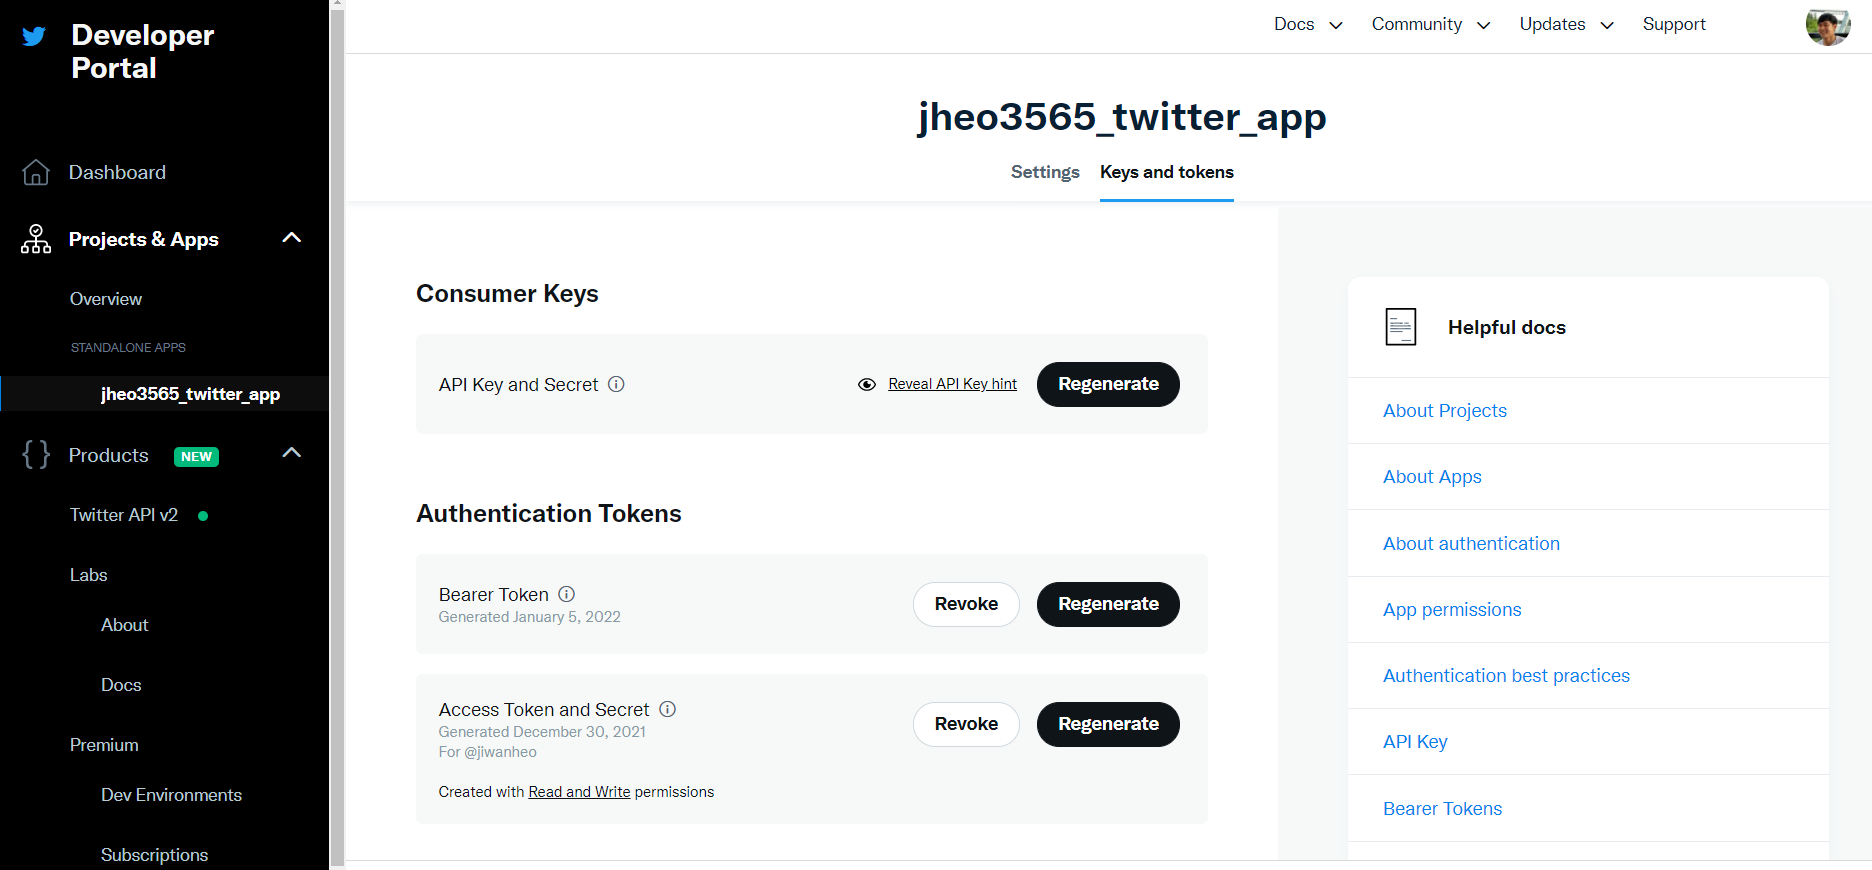 Developer
Portal
Docs
Community
Updates
Support
Dashboard
Projects & Apps
Overview
STANDALONE APPS
jheo3565_twitter_app
Products NEW
Twitter API v2
Labs
About
Docs
Premium
Dev Environments
Subscriptions
jheo3565_twitter_app
Settings
Keys and tokens
Consumer Keys
API Key and Secret
Reveal API Key hint
Regenerate
Authentication Tokens
Bearer Token
Generated January 5, 2022
Revoke
Regenerate
Access Token and Secret
Generated December 30, 2021
For @jiwanheo
Revoke
Regenerate
Created with Read and Write permissions
Helpful docs
About Projects
About Apps
About authentication
App permissions
Authentication best practices
API Key
Bearer Tokens